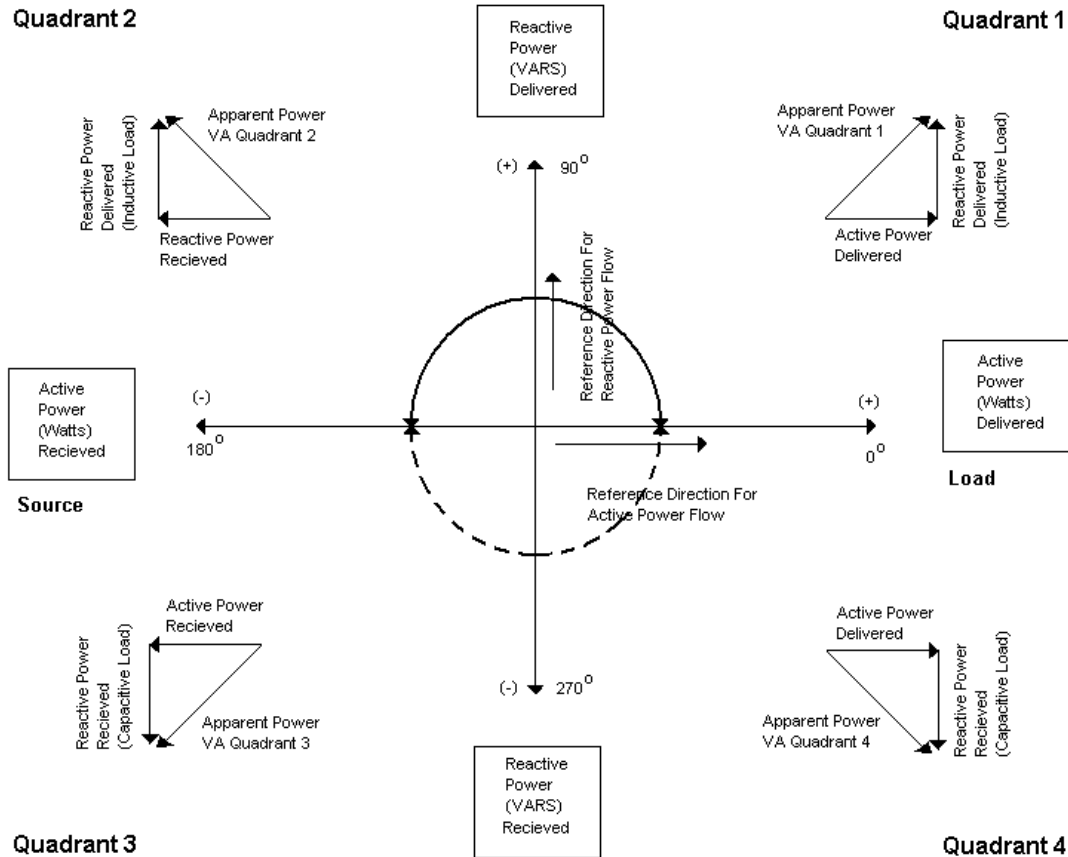 Quadrant 2
Reactive
Power
(VARS)
Delivered
Quadrant 1
Reactive Power
Delivered
(Inductive Load)
Apparent Power
VA Quadrant 2
Reactive Power
Recieved
Apparent Power
VA Quadrant 1
Reactive Power
Delivered
(Inductive Load)
Active Power
Delivered
(+)
90°
Reference Direction For
Reactive Power Flow
Active
Power
(Watts)
Recieved
Source
(-)
180°
(+)
0°
Active
Power
(Watts)
Delivered
Load
Reference Direction For
Active Power Flow
Active Power
Recieved
Reactive Power
Recieved
(Capacitive Load)
Apparent Power
VA Quadrant 3
(-)
270°
Active Power
Delivered
Apparent Power
VA Quadrant 4
Reactive Power
Recieved
(Capacitive Load)
Quadrant 3
Reactive
Power
(VARS)
Recieved
Quadrant 4